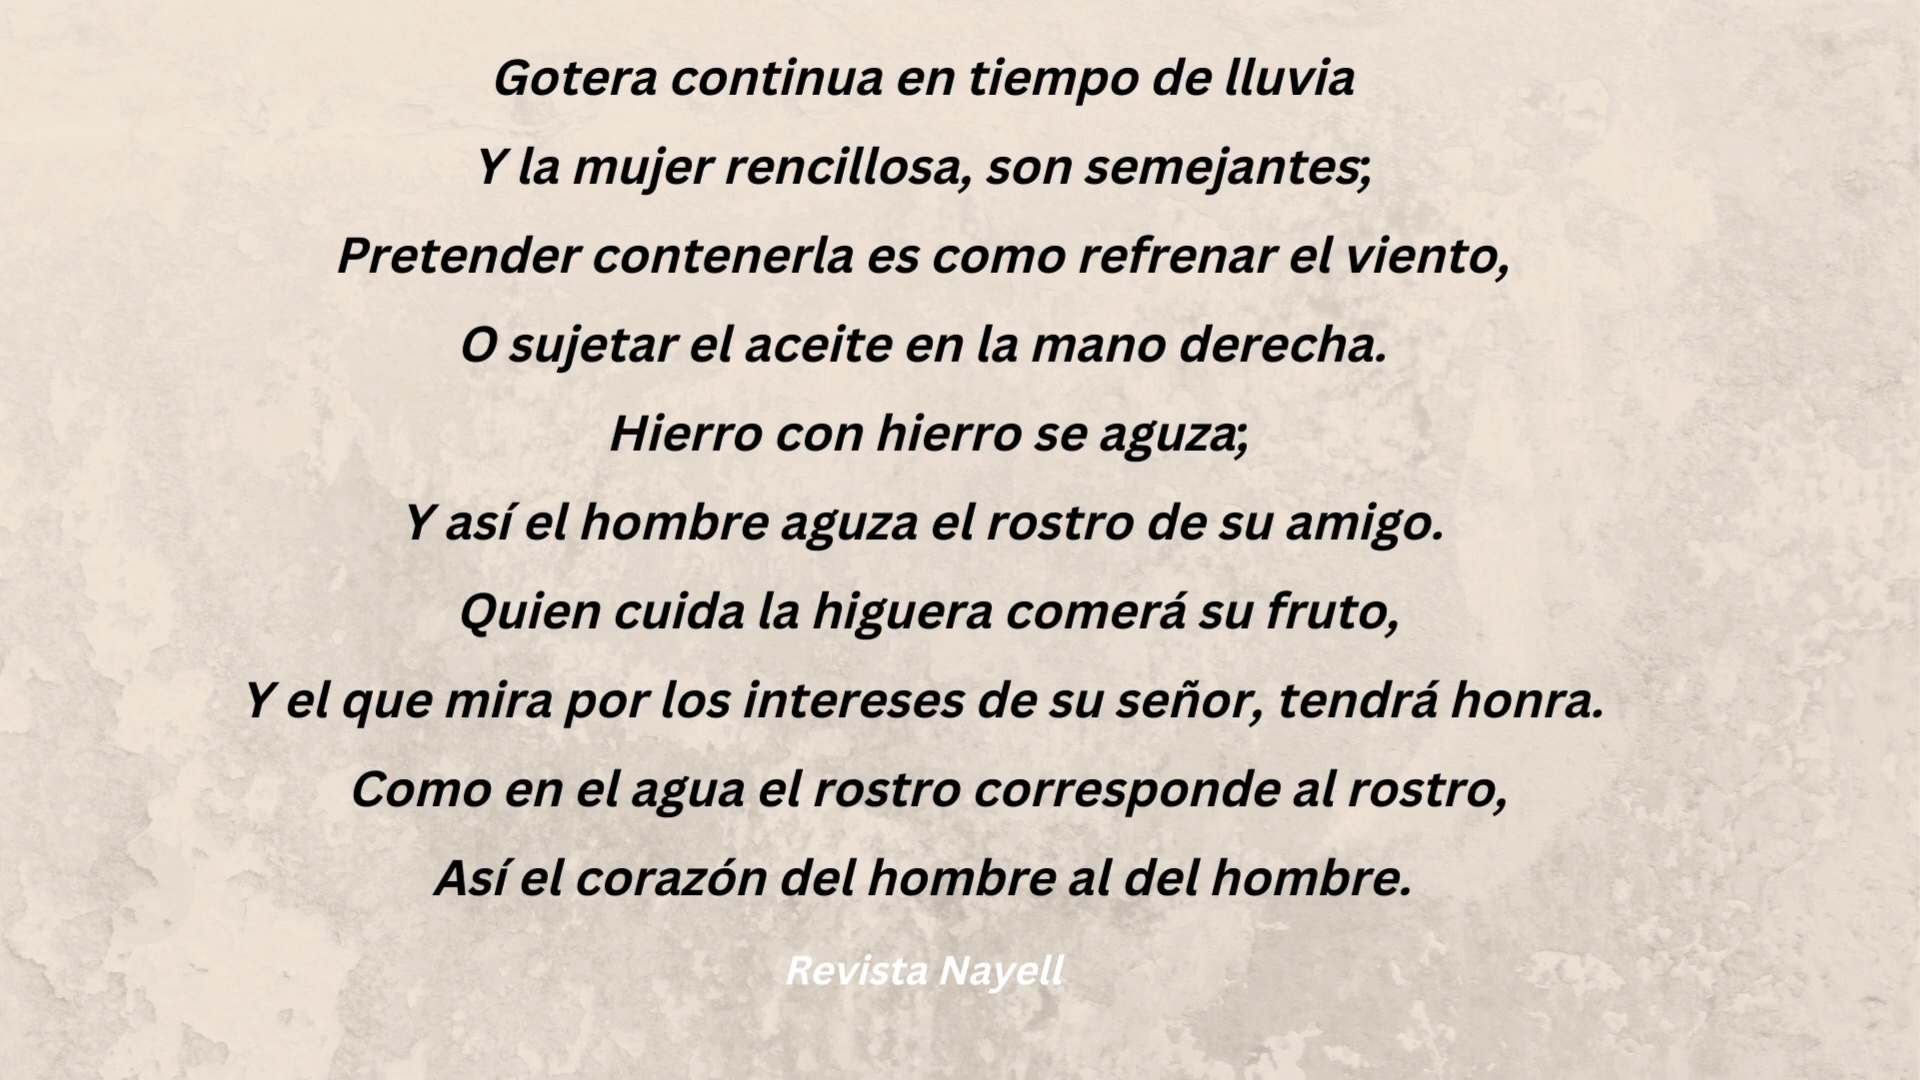 Gotera continua en tiempo de lluvia
Y la mujer rencillosa, son semejantes;
Pretender contenerla es como refrenar el viento,
O sujetar el aceite en la mano derecha.
Hierro con hierro se aguza;
Y así el hombre aguza el rostro de su amigo.
Quien cuida la higuera comerá su fruto,
Y el que mira por los intereses de su señor, tendrá honra.
Como en el agua el rostro corresponde al rostro,
Así el corazón del hombre al del hombre.
Revista Nayell